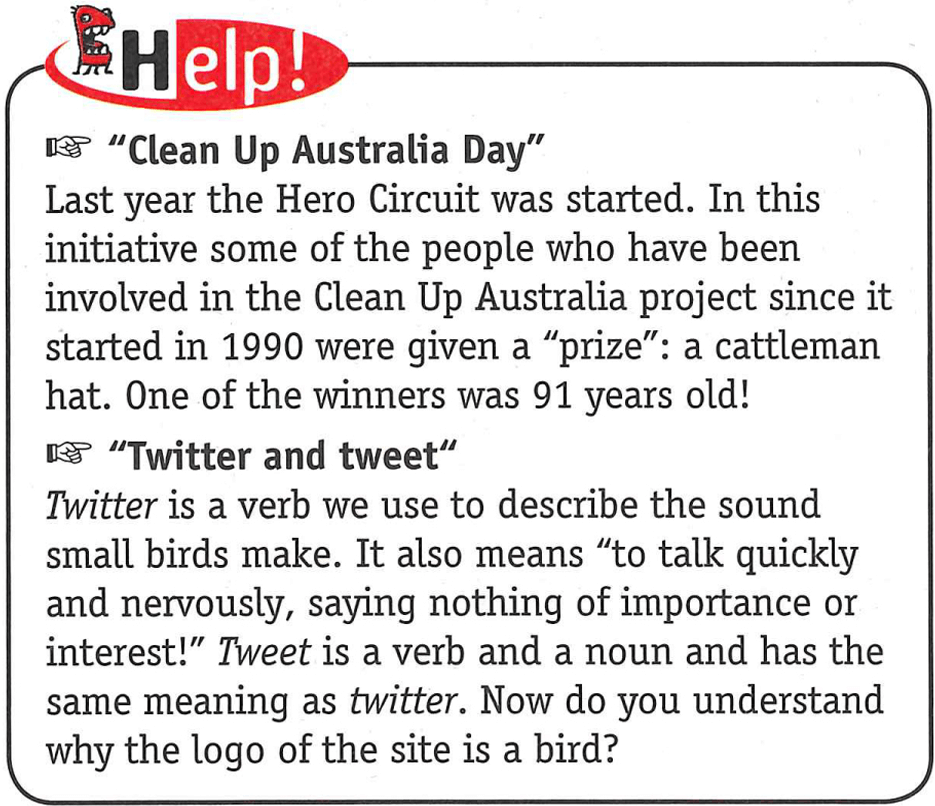 Help!
☞ “Clean Up Australia Day”
Last year the Hero Circuit was started. In this
initiative some of the people who have been
involved in the Clean Up Australia project since it
started in 1990 were given a “prize”: a cattleman
hat. One of the winners was 91 years old!
☞ “Twitter and tweet“
Twitter is a verb we use to describe the sound
small birds make. It also means “to talk quickly
and nervously, saying nothing of importance or
interest!” Tweet is a verb and a noun and has the
same meaning as twitter. Now do you understand
why the logo of the site is a bird?